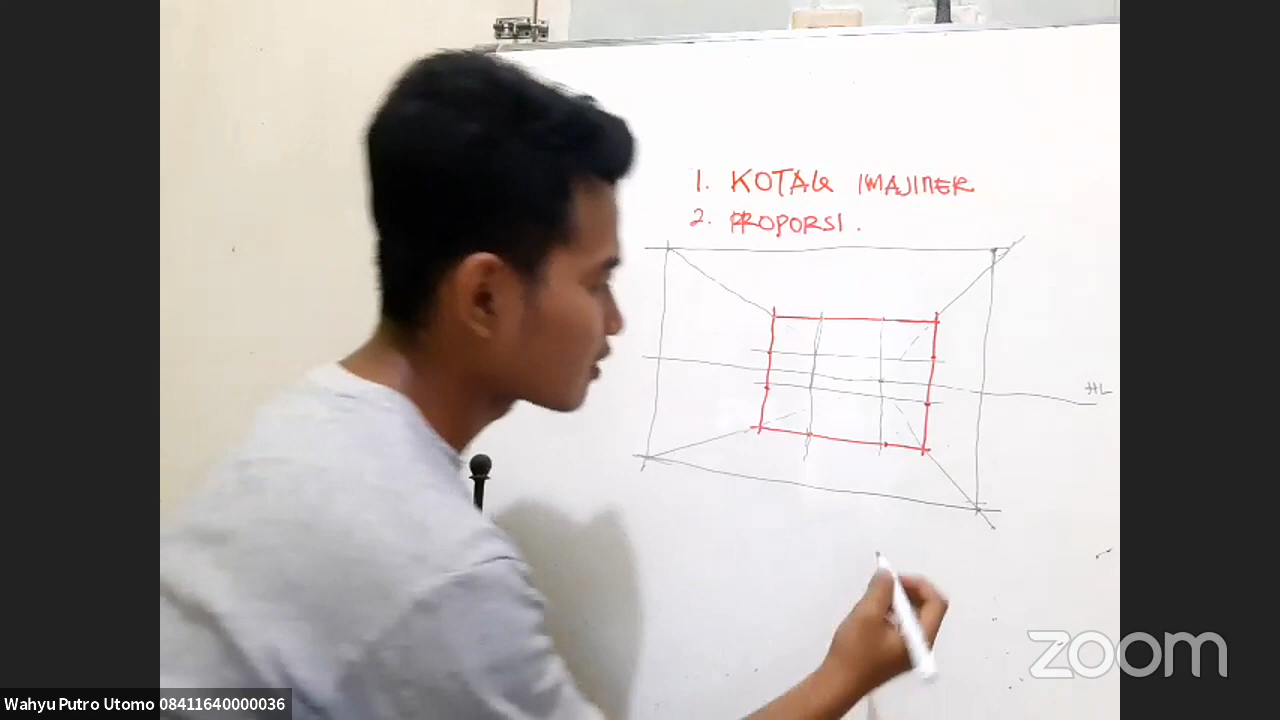 1. KOTAK IMAJINER
2. PROPORSI.
HL
zoom
Wahyu Putro Utomo 08411640000036